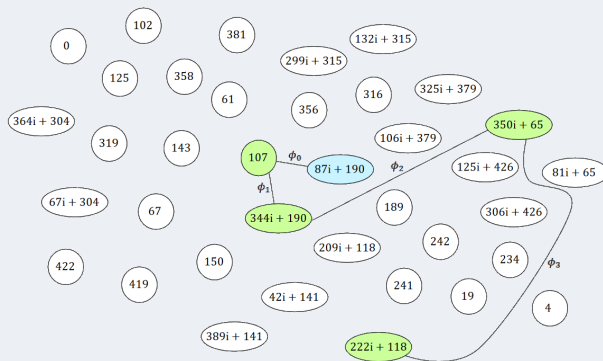 102
381
0
132i + 315
299i + 315
358
125
325i + 379
316
61
356
364i + 304
350i + 65
106i + 379
319
143
107
ϕ₀
87i + 190
ϕ₂
125i + 426
81i + 65
ϕ₁
67i + 304
67
344i + 190
189
306i + 426
209i + 118
242
150
234
ϕ₃
422
419
241
42i + 141
19
4
389i + 141
222i + 118